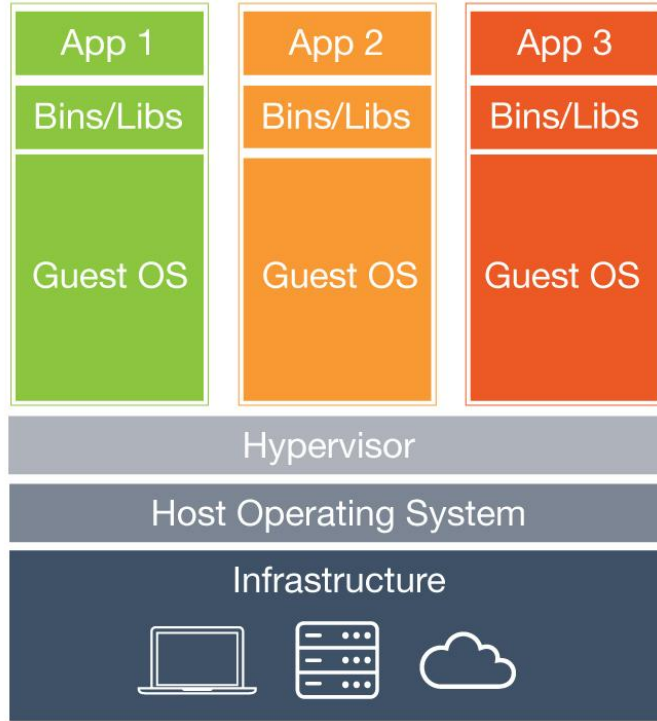 App 1
App 2
App 3
Bins/Libs
Bins/Libs
Bins/Libs
Guest OS
Guest OS
Guest OS
Hypervisor
Host Operating System
Infrastructure